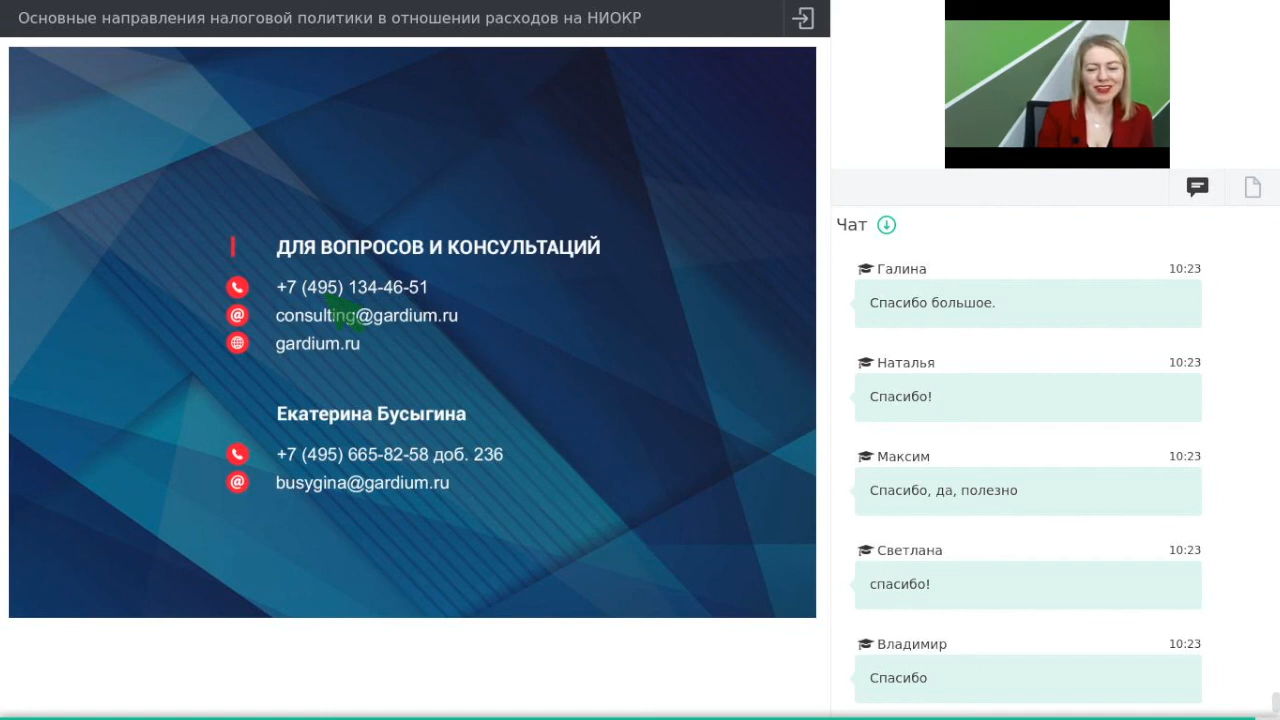 Основные направления налоговой политики в отношении расходов на НИОКР
ДЛЯ ВОПРОСОВ И КОНСУЛЬТАЦИЙ
+7 (495) 134-46-51
consulting@gardium.ru
gardium.ru
Екатерина Бусыгина
+7 (495) 665-82-58 доб. 236
busygina@gardium.ru
Чат
Галина 10:23
Спасибо большое.
Наталья 10:23
Спасибо!
Максим 10:23
Спасибо, да, полезно
Светлана 10:23
спасибо!
Владимир 10:23
Спасибо